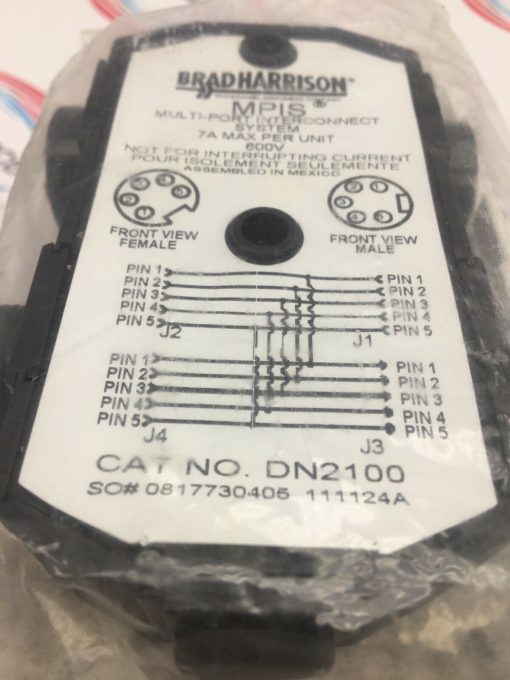 BRADHARRISON®
MPIS®
MULTI-PORT INTERCONNECT
SYSTEM
7A MAX PER UNIT
600V
NOT FOR INTERRUPTING CURRENT
POUR ISOLEMENT SEULEMENTE
ASSEMBLED IN MEXICO
FRONT VIEW
FEMALE
FRONT VIEW
MALE
PIN 1 PIN 1
PIN 2 PIN 2
PIN 3 PIN 3
PIN 4 PIN 4
PIN 5 J2 J1 PIN 5
PIN 1 PIN 1
PIN 2 PIN 2
PIN 3 PIN 3
PIN 4 PIN 4
PIN 5 PIN 5
J4 J3
CAT NO. DN2100
SO# 0817730405 111124A